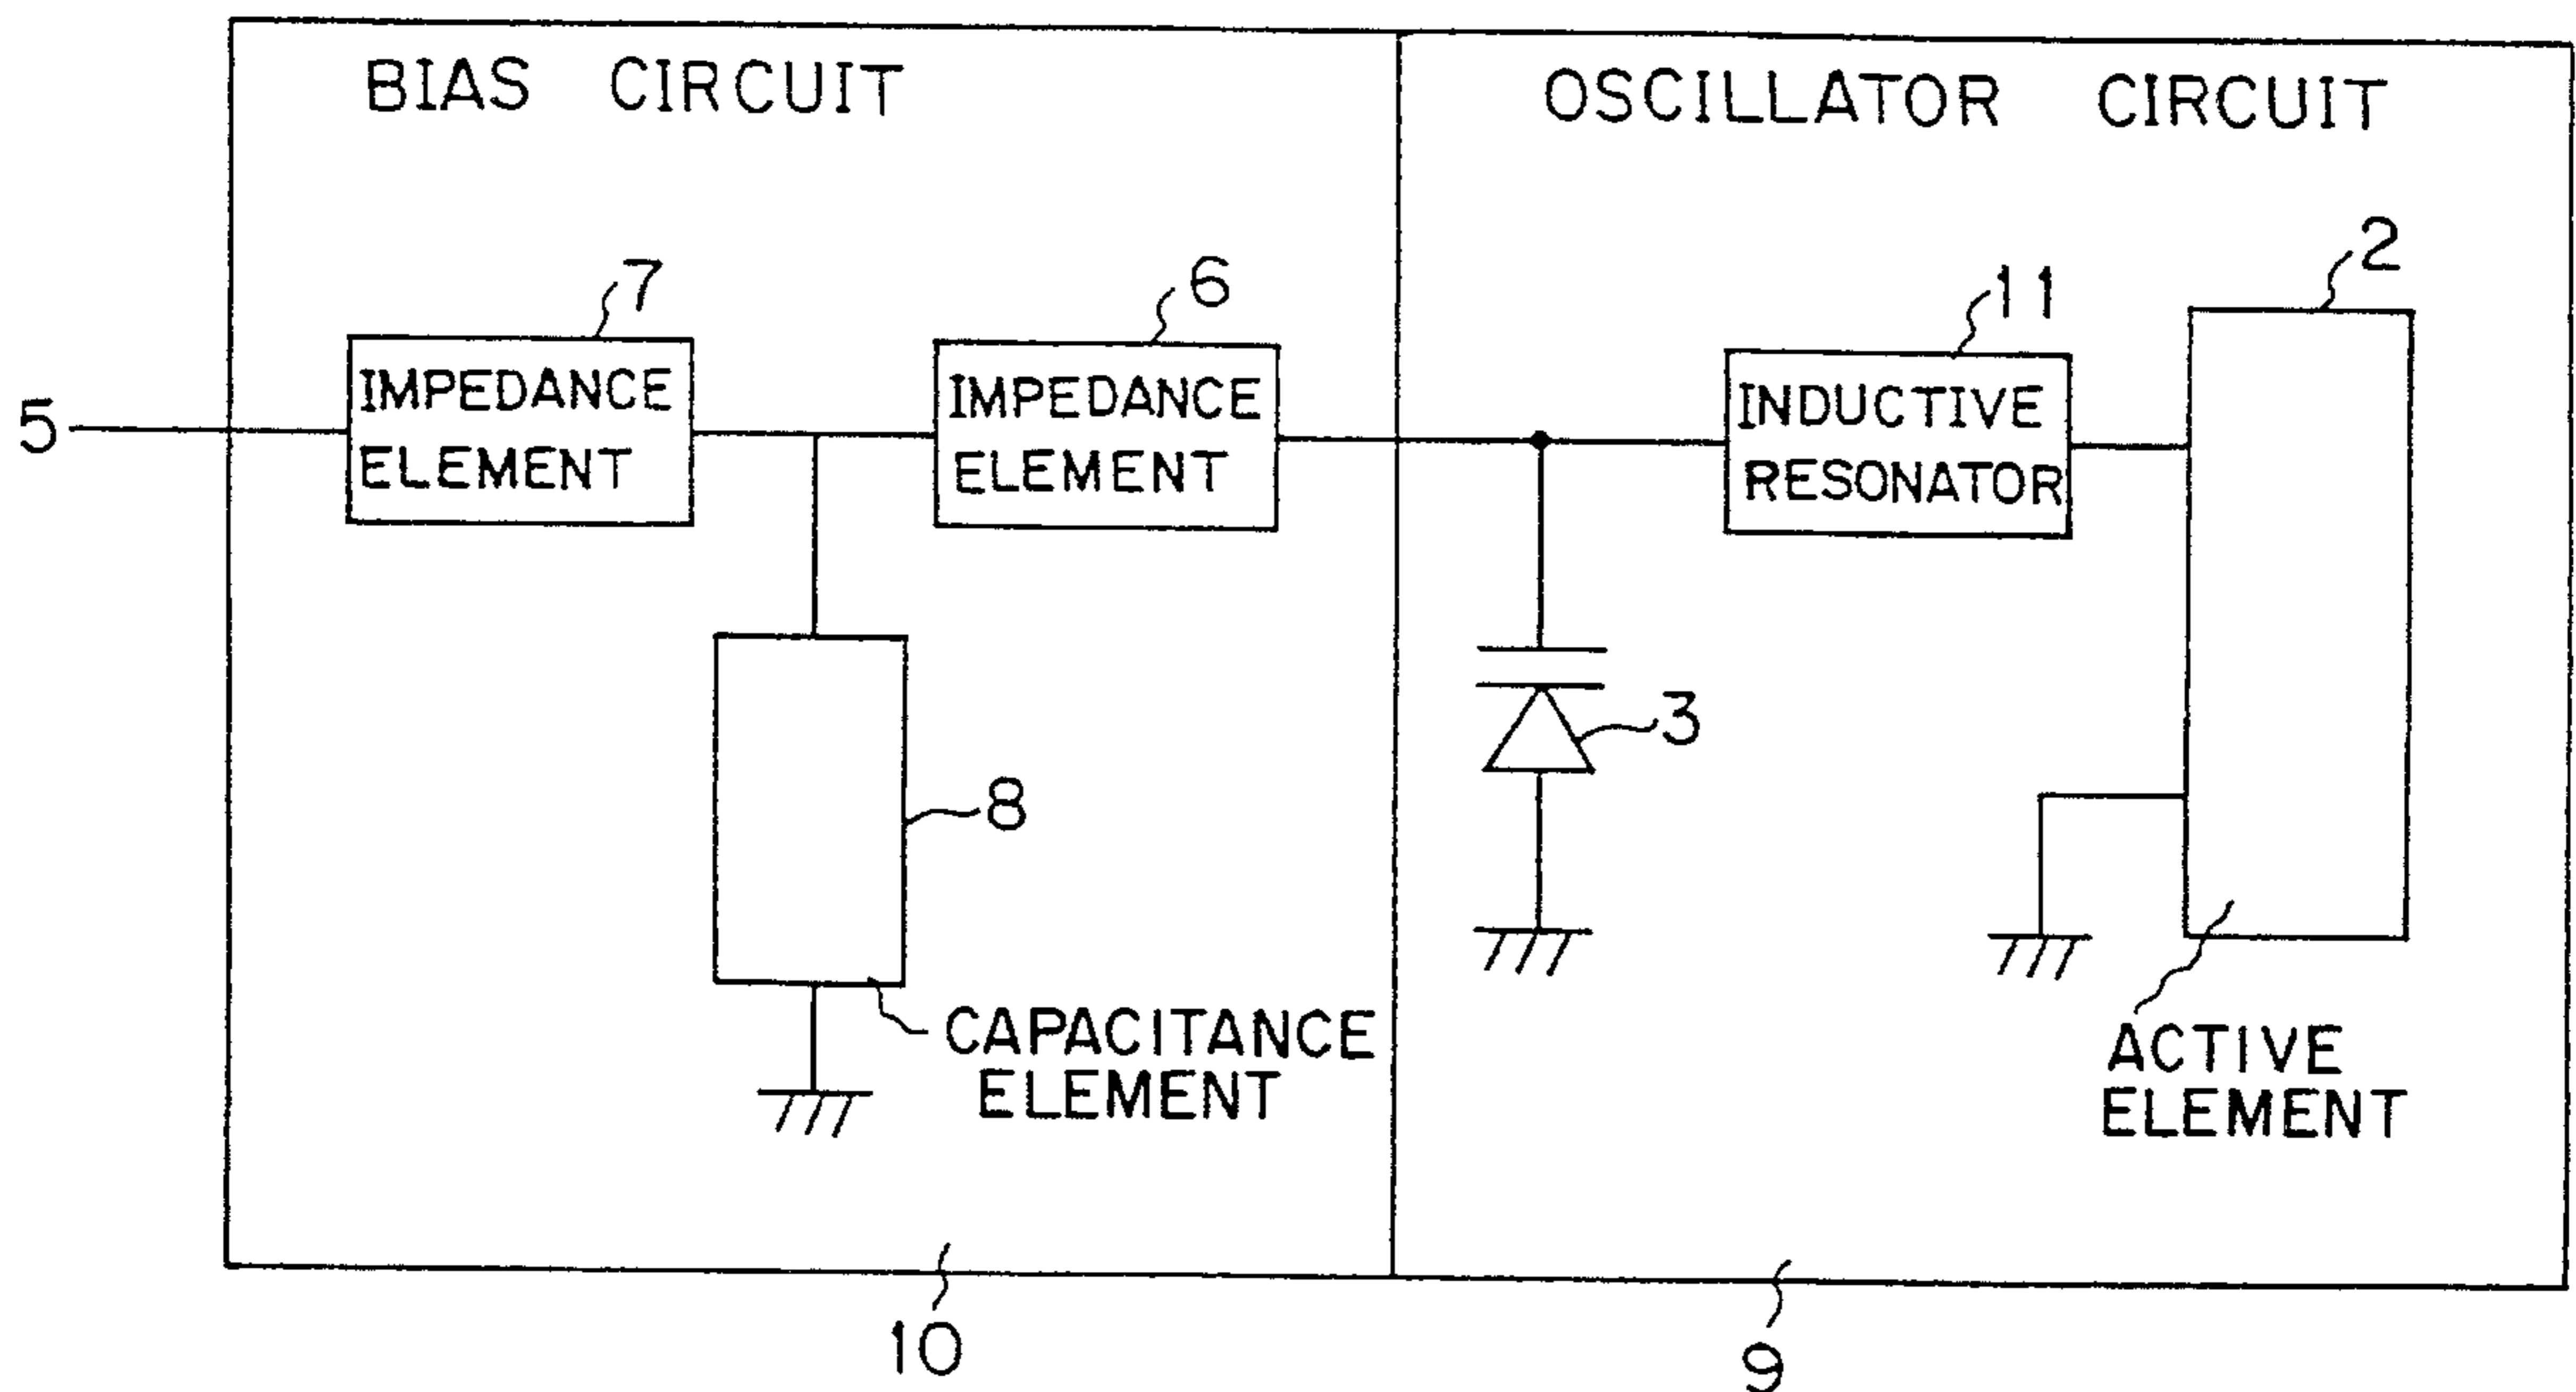 BIAS CIRCUIT
OSCILLATOR CIRCUIT
7
6
11
2
5
IMPEDANCE
ELEMENT
IMPEDANCE
ELEMENT
INDUCTIVE
RESONATOR
3
8
CAPACITANCE
ELEMENT
ACTIVE
ELEMENT
10
9